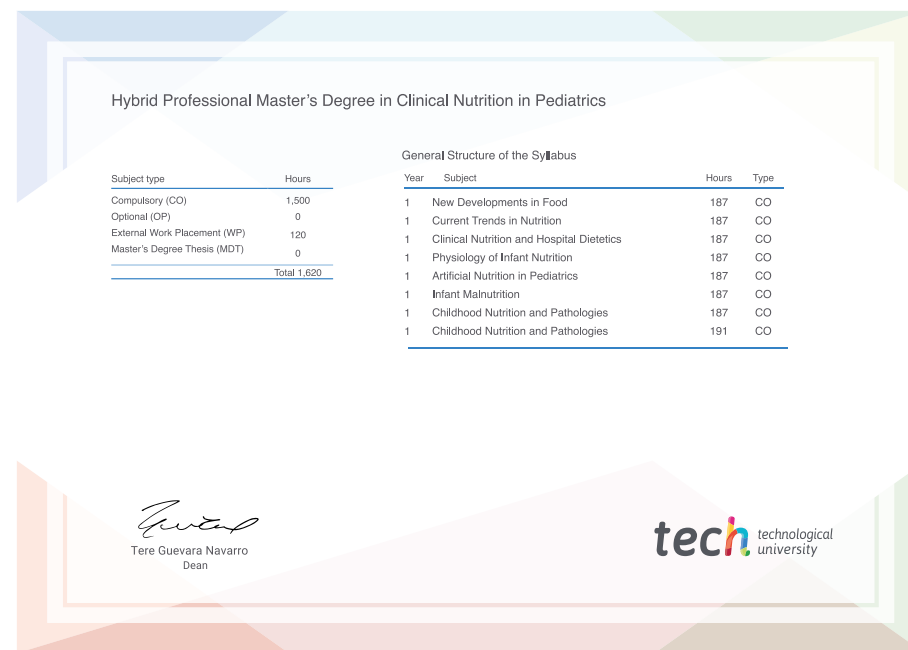 Hybrid Professional Master's Degree in Clinical Nutrition in Pediatrics
Subject type Hours
Compulsory (CO) 1,500
Optional (OP) 0
External Work Placement (WP) 120
Master's Degree Thesis (MDT) 0
Total 1,620
General Structure of the Syllabus
Year Subject Hours Type
1 New Developments in Food 187 CO
1 Current Trends in Nutrition 187 CO
1 Clinical Nutrition and Hospital Dietetics 187 CO
1 Physiology of Infant Nutrition 187 CO
1 Artificial Nutrition in Pediatrics 187 CO
1 Infant Malnutrition 187 CO
1 Childhood Nutrition and Pathologies 187 CO
1 Childhood Nutrition and Pathologies 191 CO
Tere Guevara Navarro
Dean
tech technological
university